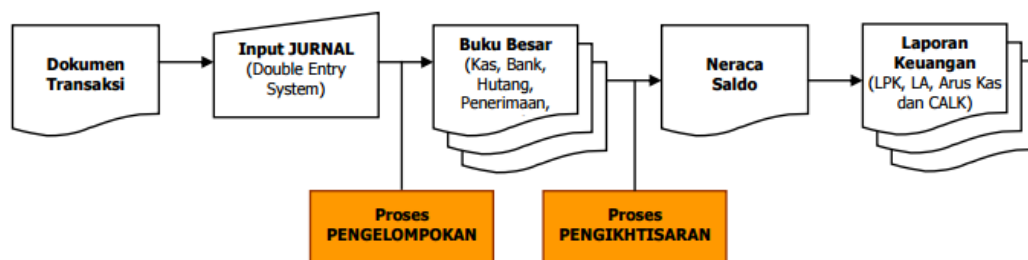 Dokumen
Transaksi
Input JURNAL
(Double Entry
System)
Buku Besar
(Kas, Bank,
Hutang,
Penerimaan,
Neraca
Saldo
Laporan
Keuangan
(LPK, LA, Arus Kas
dan CALK)
Proses
PENGELOMPOKAN
Proses
PENGIKHTISARAN